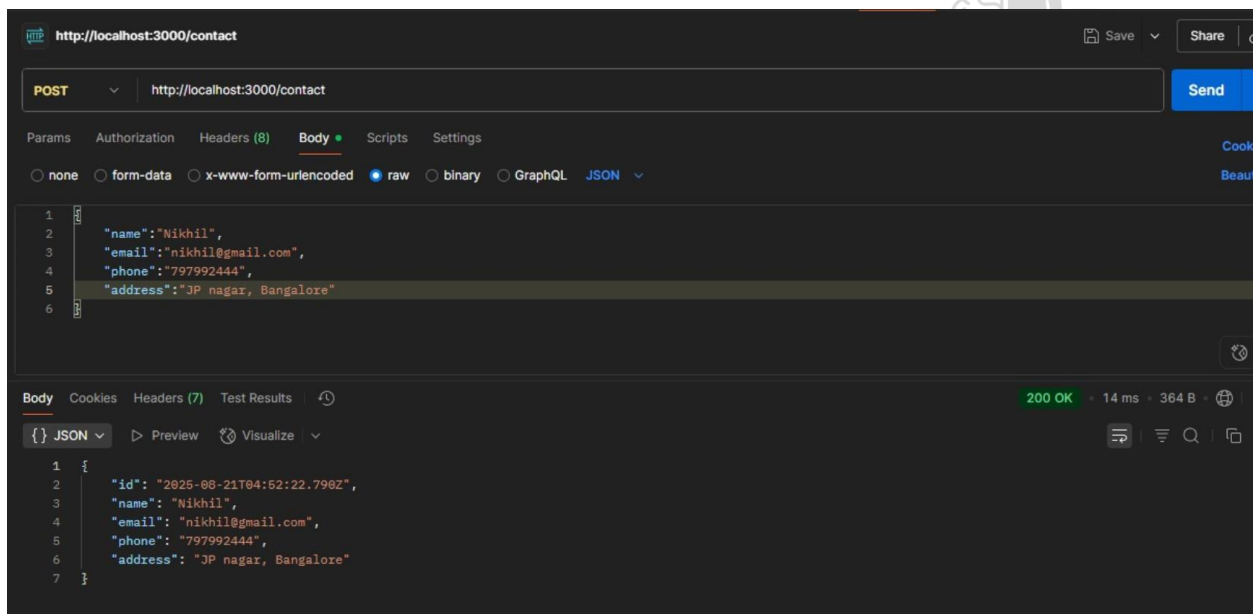 HTTP http://localhost:3000/contact Save Share
POST http://localhost:3000/contact Send
Params Authorization Headers (8) Body Scripts Settings
none form-data x-www-form-urlencoded raw binary GraphQL JSON
1 {
2 "name":"Nikhil",
3 "email":"nikhil@gmail.com",
4 "phone":"797992444",
5 "address":"JP nagar, Bangalore"
6 }
Body Cookies Headers (7) Test Results 200 OK 14 ms 364 B
{} JSON Preview Visualize
1 {
2 "id": "2025-08-21T04:52:22.790Z",
3 "name": "Nikhil",
4 "email": "nikhil@gmail.com",
5 "phone": "797992444",
6 "address": "JP nagar, Bangalore"
7 }